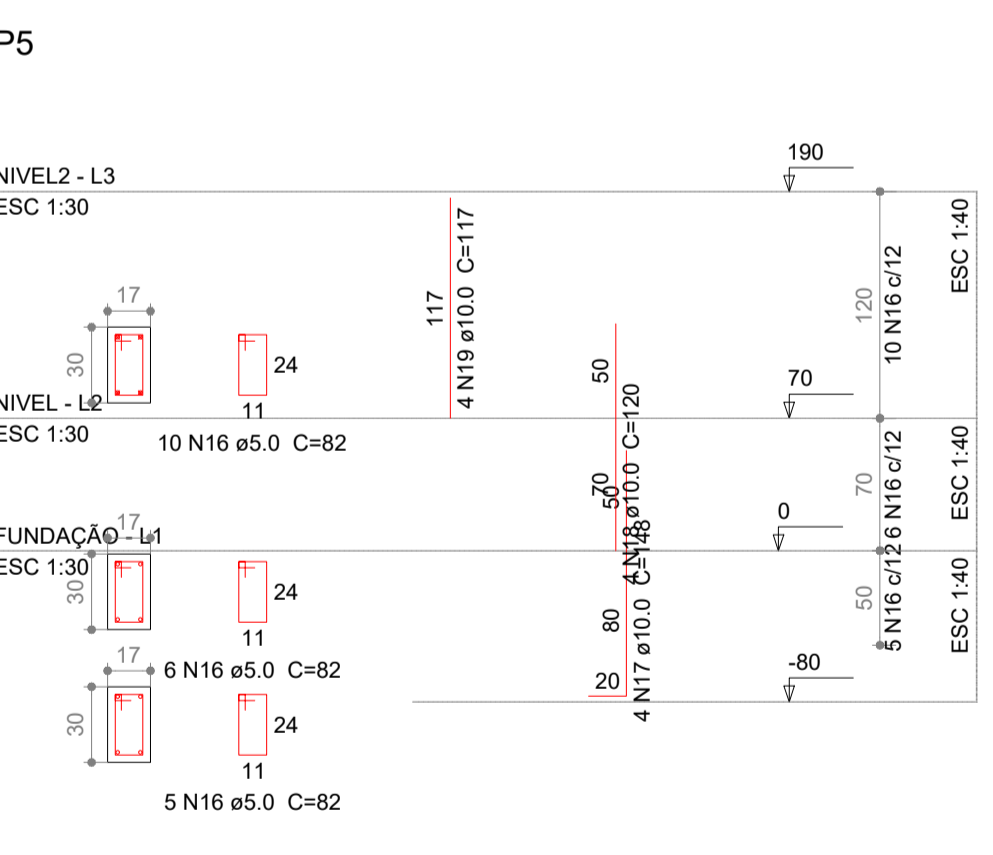 P5
190
NIVEL2 - L3
ESC 1:30
ESC 1:40
117
4 N19 ø10.0 C=117
120
10 N16 c/12
17
30
24
11
10 N16 ø5.0 C=82
50
70
NIVEL - L2
ESC 1:30
ESC 1:40
70
4 N18 ø10.0 C=120
50
70
6 N16 c/12
0
FUNDAÇÃO - L1
ESC 1:30
ESC 1:40
17
30
24
11
6 N16 ø5.0 C=82
80
20
4 N17 ø10.0 C=148
50
5 N16 c/12
-80
17
30
24
11
5 N16 ø5.0 C=82